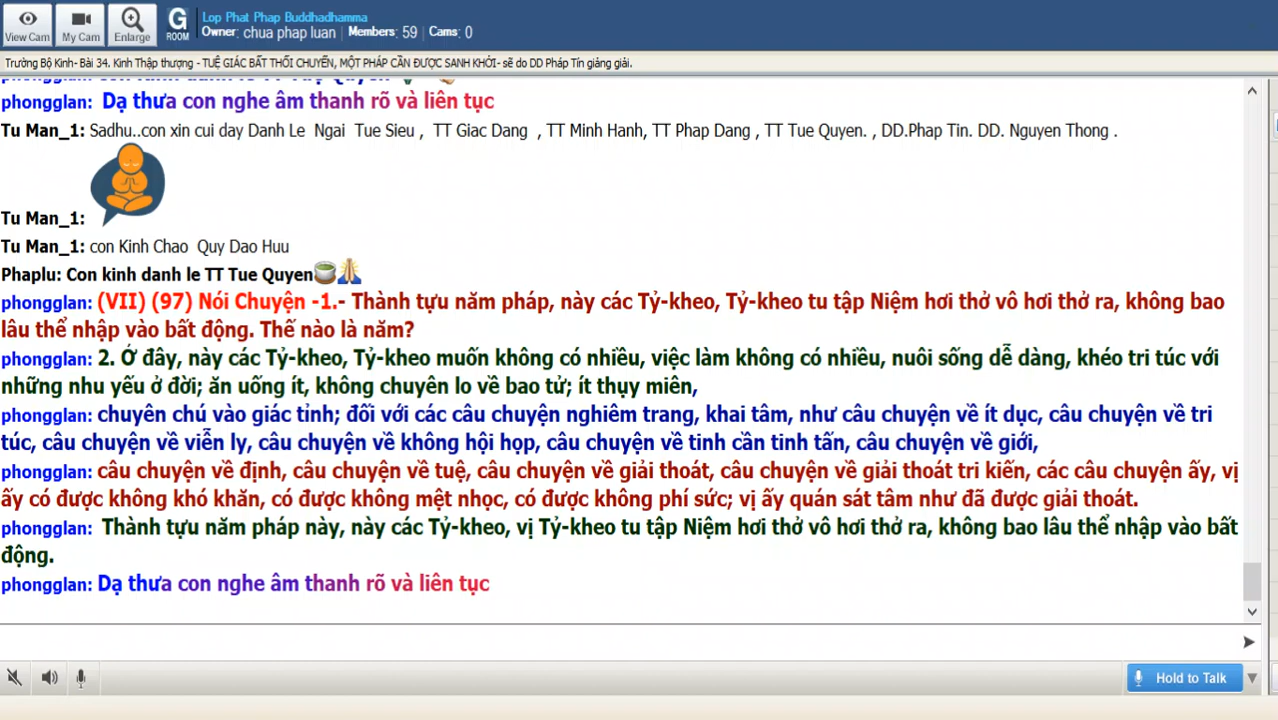 Lop Phat Phap Buddhadhamma
Owner: chua phap luan Members: 59 Cams: 0
View Cam
My Cam
Enlarge
G
ROOM
Trường Bộ Kinh- Bài 34. Kinh Thập thượng - TUỆ GIÁC BẤT THỐI CHUYỂN, MỘT PHÁP CẦN ĐƯỢC SANH KHỞI- sẽ do DD Pháp Tín giảng giải.
phongglan: Dạ thưa con nghe âm thanh rõ và liên tục
Tu Man_1: Sadhu..con xin cui day Danh Le Ngai Tue Sieu , TT Giac Dang , TT Minh Hanh, TT Phap Dang , TT Tue Quyen. , DD.Phap Tin. DD. Nguyen Thong .
Tu Man_1:
Tu Man_1: con Kinh Chao Quy Dao Huu
Phaplu: Con kinh danh le TT Tue Quyen🍵🙏
phongglan: (VII) (97) Nói Chuyện -1.- Thành tựu năm pháp, này các Tỷ-kheo, Tỷ-kheo tu tập Niệm hơi thở vô hơi thở ra, không bao
lâu thể nhập vào bất động. Thế nào là năm?
phongglan: 2. Ở đây, này các Tỷ-kheo, Tỷ-kheo muốn không có nhiều, việc làm không có nhiều, nuôi sống dễ dàng, khéo tri túc với
những nhu yếu ở đời; ăn uống ít, không chuyên lo về bao tử; ít thụy miên,
phongglan: chuyên chú vào giác tỉnh; đối với các câu chuyện nghiêm trang, khai tâm, như câu chuyện về ít dục, câu chuyện về tri
túc, câu chuyện về viễn ly, câu chuyện về không hội họp, câu chuyện về tinh cần tinh tấn, câu chuyện về giới,
phongglan: câu chuyện về định, câu chuyện về tuệ, câu chuyện về giải thoát, câu chuyện về giải thoát tri kiến, các câu chuyện ấy, vị
ấy có được không khó khăn, có được không mệt nhọc, có được không phí sức; vị ấy quán sát tâm như đã được giải thoát.
phongglan: Thành tựu năm pháp này, này các Tỷ-kheo, vị Tỷ-kheo tu tập Niệm hơi thở vô hơi thở ra, không bao lâu thể nhập vào bất
động.
phongglan: Dạ thưa con nghe âm thanh rõ và liên tục
Hold to Talk